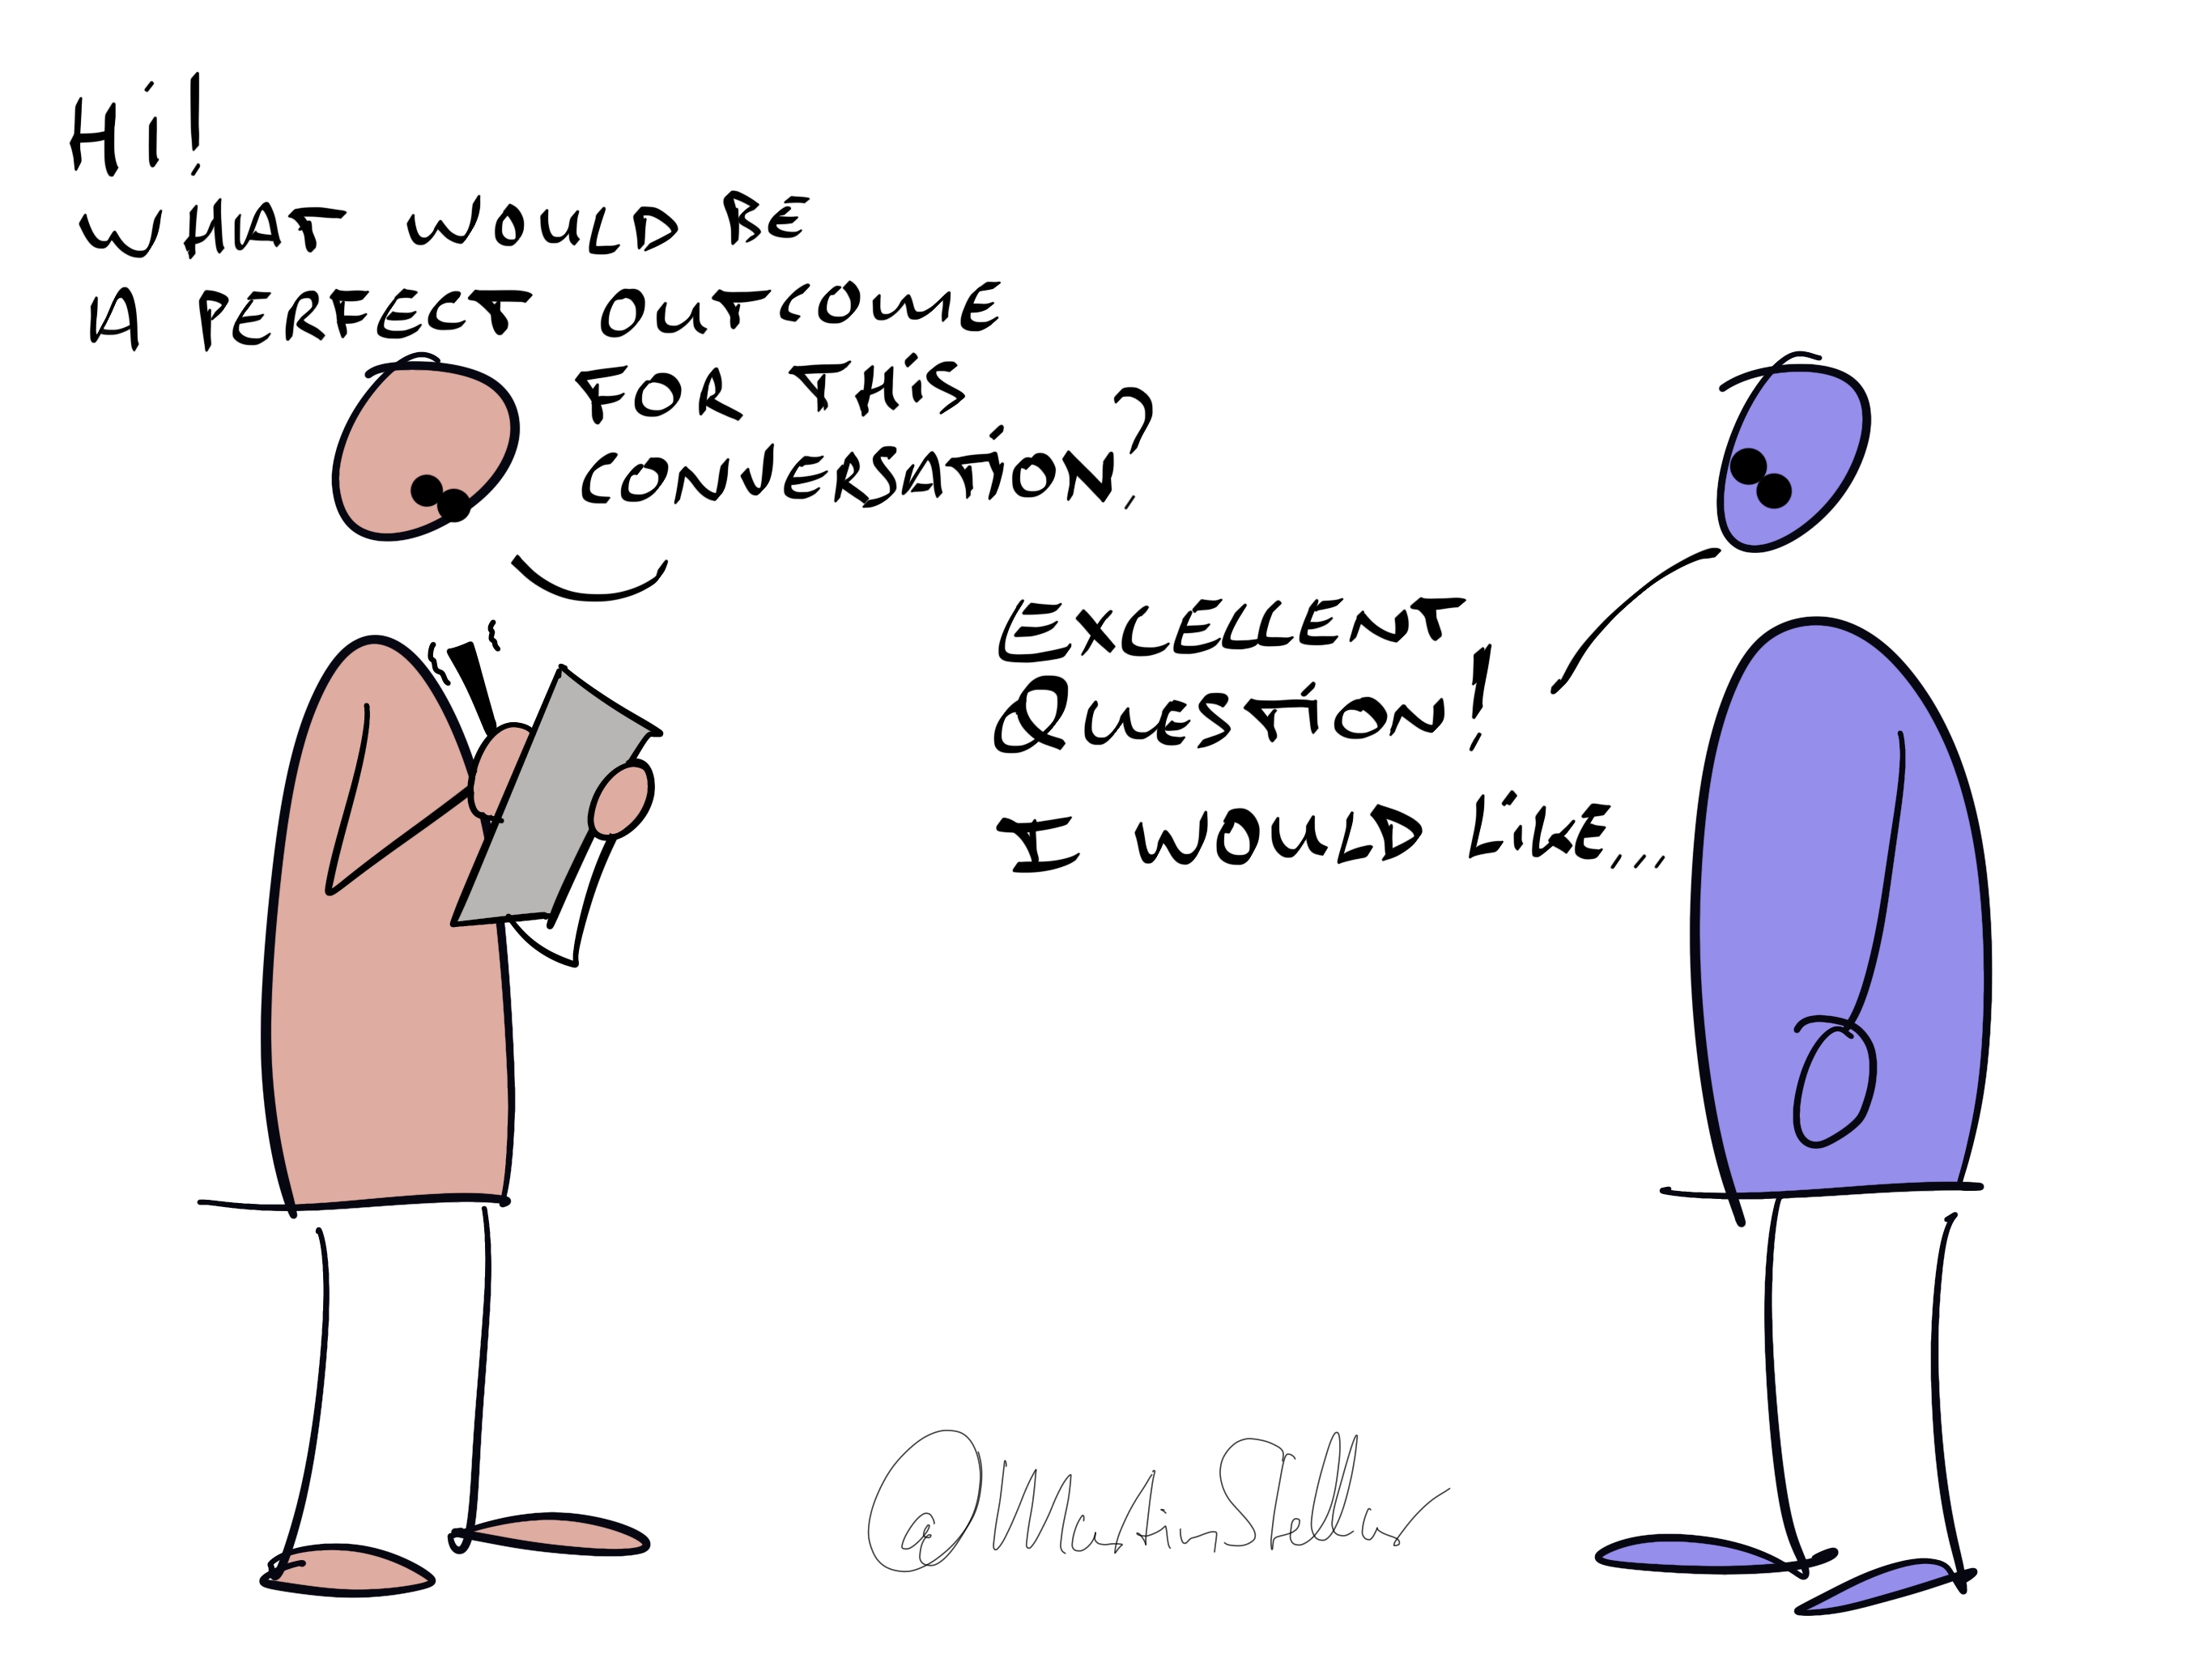 Hi!
WHAT WOULD BE
A PERFECT OUTCOME
FOR THIS
CONVERSATION?
EXCELLENT
QUESTION!
I WOULD LIKE...
@MartinStellar